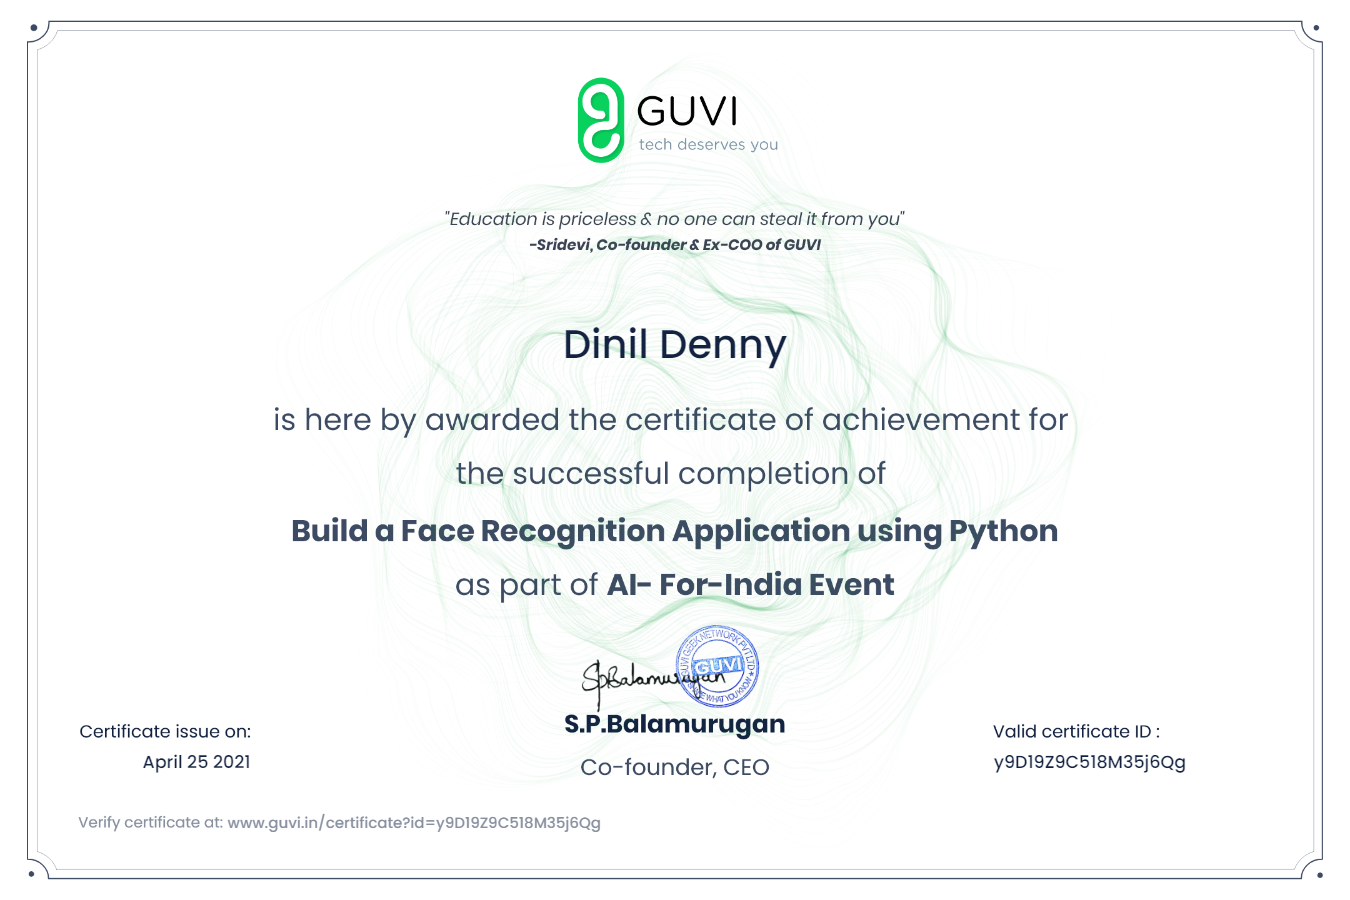 GUVI
tech deserves you
"Education is priceless & no one can steal it from you"
-Sridevi, Co-founder & Ex-COO of GUVI
Dinil Denny
is here by awarded the certificate of achievement for
the successful completion of
Build a Face Recognition Application using Python
as part of AI- For-India Event
GUVI GEEK NETWORK PVT LTD
GUVI
WHAT YOU KNOW
S.P.Balamurugan
S.P.Balamurugan
Co-founder, CEO
Certificate issue on:
April 25 2021
Valid certificate ID :
y9D19Z9C518M35j6Qg
Verify certificate at: www.guvi.in/certificate?id=y9D19Z9C518M35j6Qg